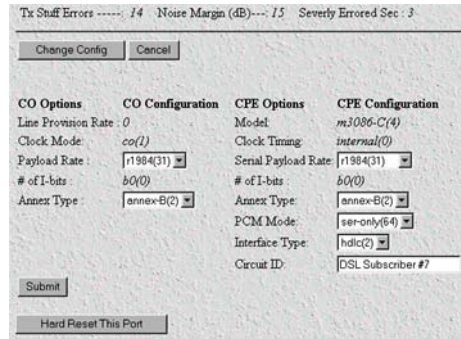 Tx Stuff Errors -----: 14 Noise Margin (dB)---: 15 Severly Errored Sec : 3
Change Config Cancel
CO Options CO Configuration CPE Options CPE Configuration
Line Provision Rate : 0 Model: m3086-C(4)
Clock Mode: co(1) Clock Timing: internal(0)
Payload Rate : r1984(31) Serial Payload Rate: r1984(31)
# of I-bits : b0(0) # of I-bits : b0(0)
Annex Type : annex-B(2) Annex Type: annex-B(2)
PCM Mode: ser-only(64)
Interface Type: hdlc(2)
Circuit ID: DSL Subscriber #7
Submit
Hard Reset This Port